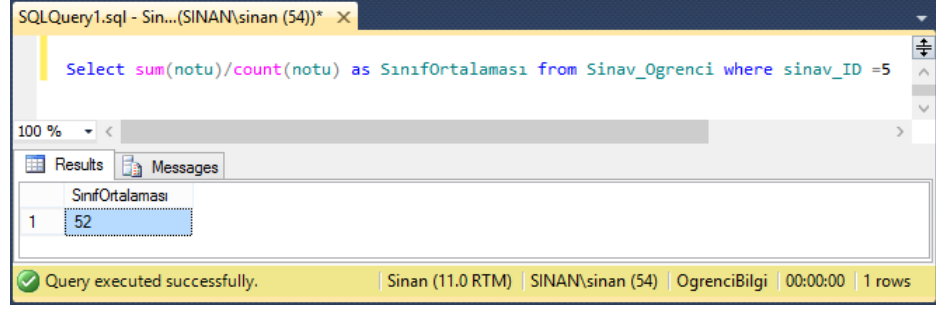 SQLQuery1.sql - Sin...(SINAN\sinan (54))* ×
Select sum(notu)/count(notu) as SınıfOrtalaması from Sinav_Ogrenci where sinav_ID =5
100 %
Results Messages
SınıfOrtalaması
1 52
Query executed successfully. Sinan (11.0 RTM) SINAN\sinan (54) OgrenciBilgi 00:00:00 1 rows